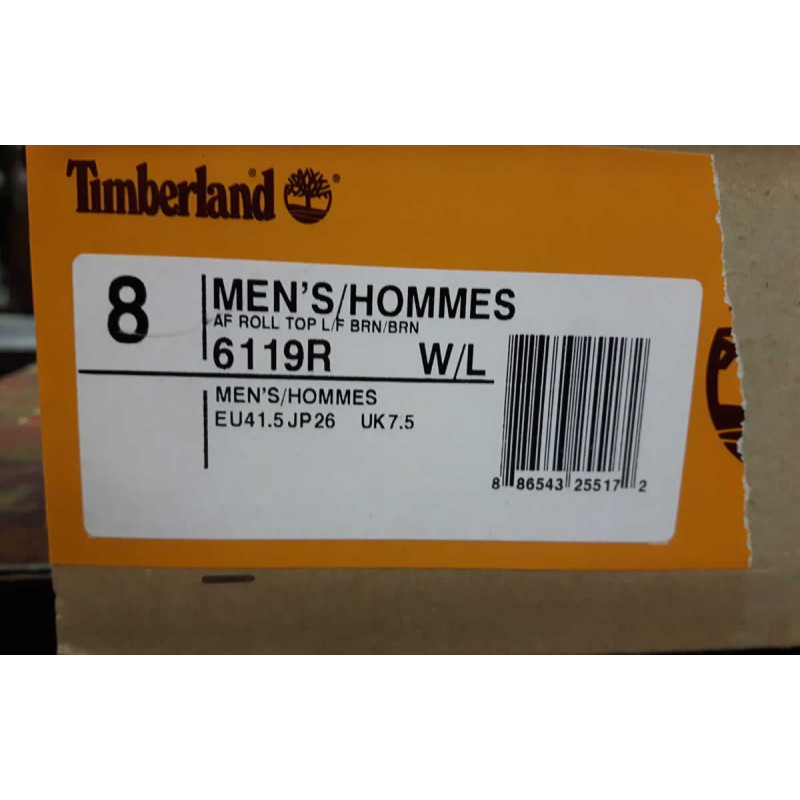 Timberland®
8
MEN'S/HOMMES
AF ROLL TOP L/F BRN/BRN
6119R W/L
MEN'S/HOMMES
EU41.5 JP26 UK7.5
8 86543 25517 2